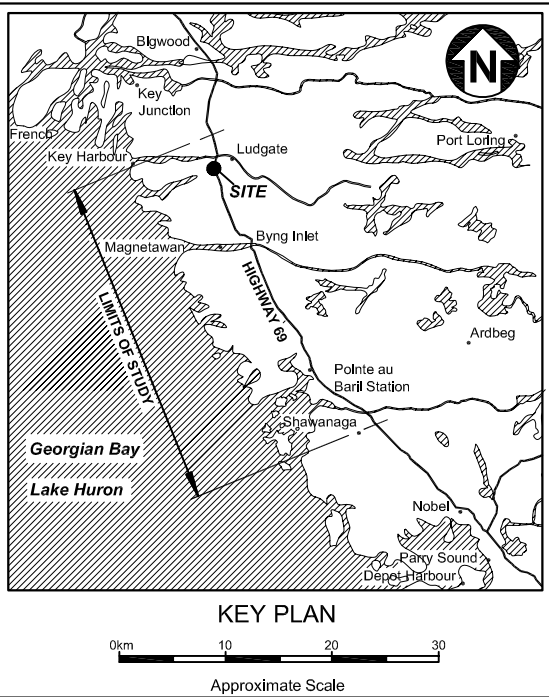 Bigwood
N
Key
Junction
French
Port Loring
Ludgate
Key Harbour
SITE
Byng Inlet
Magnetawan
HIGHWAY 69
LIMITS OF STUDY
Ardbeg
Pointe au
Baril Station
Shawanaga
Georgian Bay
Lake Huron
Nobel
Parry Sound
Depot Harbour
KEY PLAN
0km 10 20 30
Approximate Scale